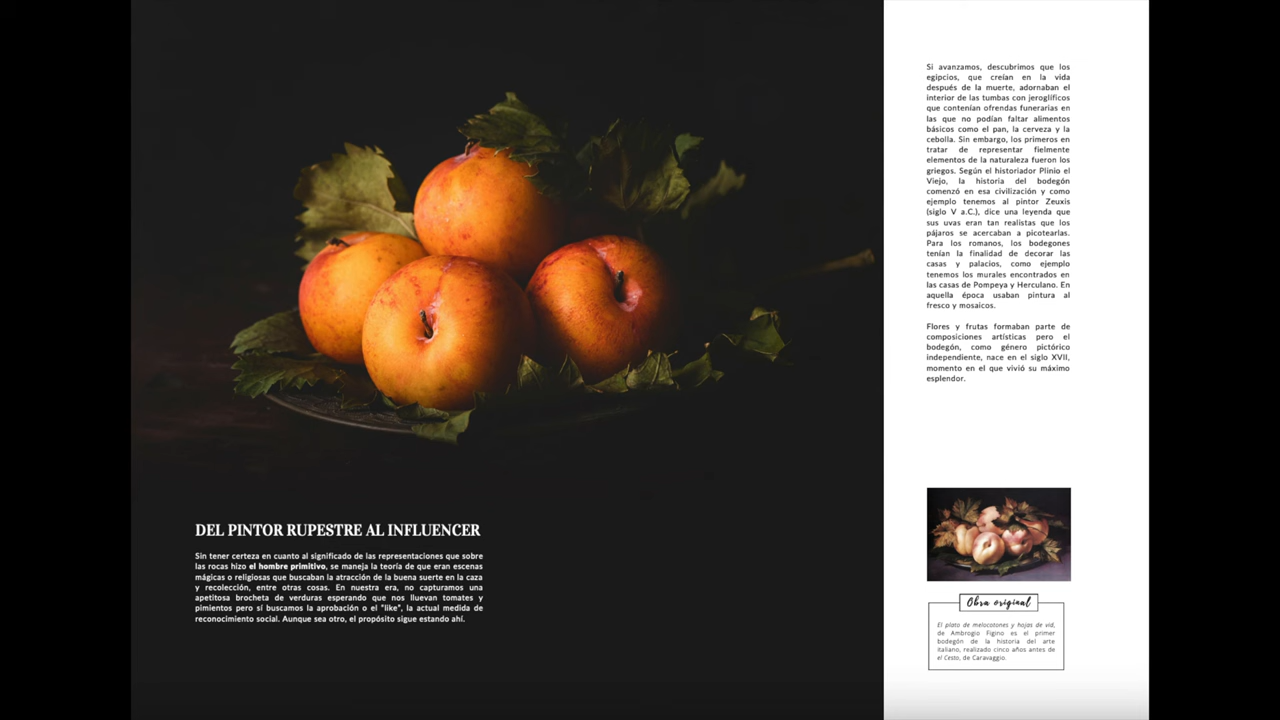 DEL PINTOR RUPESTRE AL INFLUENCER
Sin tener certeza en cuanto al significado de las representaciones que sobre
las rocas hizo el hombre primitivo, se maneja la teoría de que eran escenas
mágicas o religiosas que buscaban la atracción de la buena suerte en la caza
y recolección, entre otras cosas. En nuestra era, no capturamos una
apetitosa brocheta de verduras esperando que nos lluevan tomates y
pimientos pero sí buscamos la aprobación o el "like", la actual medida de
reconocimiento social. Aunque sea otro, el propósito sigue estando ahí.
Si avanzamos, descubrimos que los
egipcios, que creían en la vida
después de la muerte, adornaban el
interior de las tumbas con jeroglíficos
que contenían ofrendas funerarias en
las que no podían faltar alimentos
básicos como el pan, la cerveza y la
cebolla. Sin embargo, los primeros en
tratar de representar fielmente
elementos de la naturaleza fueron los
griegos. Según el historiador Plinio el
Viejo, la historia del bodegón
comenzó en esa civilización y como
ejemplo tenemos al pintor Zeuxis
(siglo V a.C.), dice una leyenda que
sus uvas eran tan realistas que los
pájaros se acercaban a picotearlas.
Para los romanos, los bodegones
tenían la finalidad de decorar las
casas y palacios, como ejemplo
tenemos los murales encontrados en
las casas de Pompeya y Herculano. En
aquella época usaban pintura al
fresco y mosaicos.
Flores y frutas formaban parte de
composiciones artísticas pero el
bodegón, como género pictórico
independiente, nace en el siglo XVII,
momento en el que vivió su máximo
esplendor.
Obra original
El plato de melocotones y hojas de vid,
de Ambrogio Figino es el primer
bodegón de la historia del arte
italiano, realizado cinco años antes de
el Cesto, de Caravaggio.